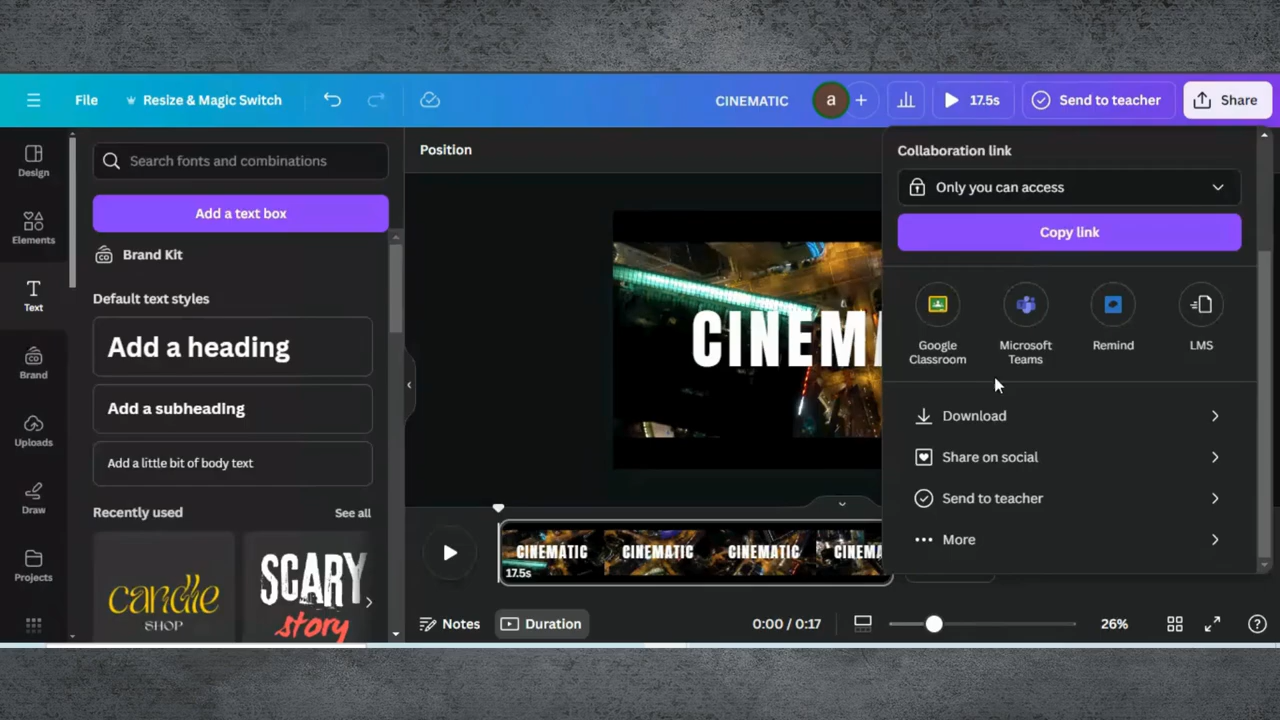 File
Resize & Magic Switch
CINEMATIC
a
17.5s
Send to teacher
Share
Design
Elements
Text
Brand
Uploads
Draw
Projects
Search fonts and combinations
Add a text box
Brand Kit
Default text styles
Add a heading
Add a subheading
Add a little bit of body text
Recently used
See all
candle
SHOP
SCARY
story
Position
CINEM
CINEMATIC
CINEMATIC
CINEMATIC
CINEMA
17.5s
Notes
Duration
0:00 / 0:17
26%
Collaboration link
Only you can access
Copy link
Google
Classroom
Microsoft
Teams
Remind
LMS
Download
Share on social
Send to teacher
More